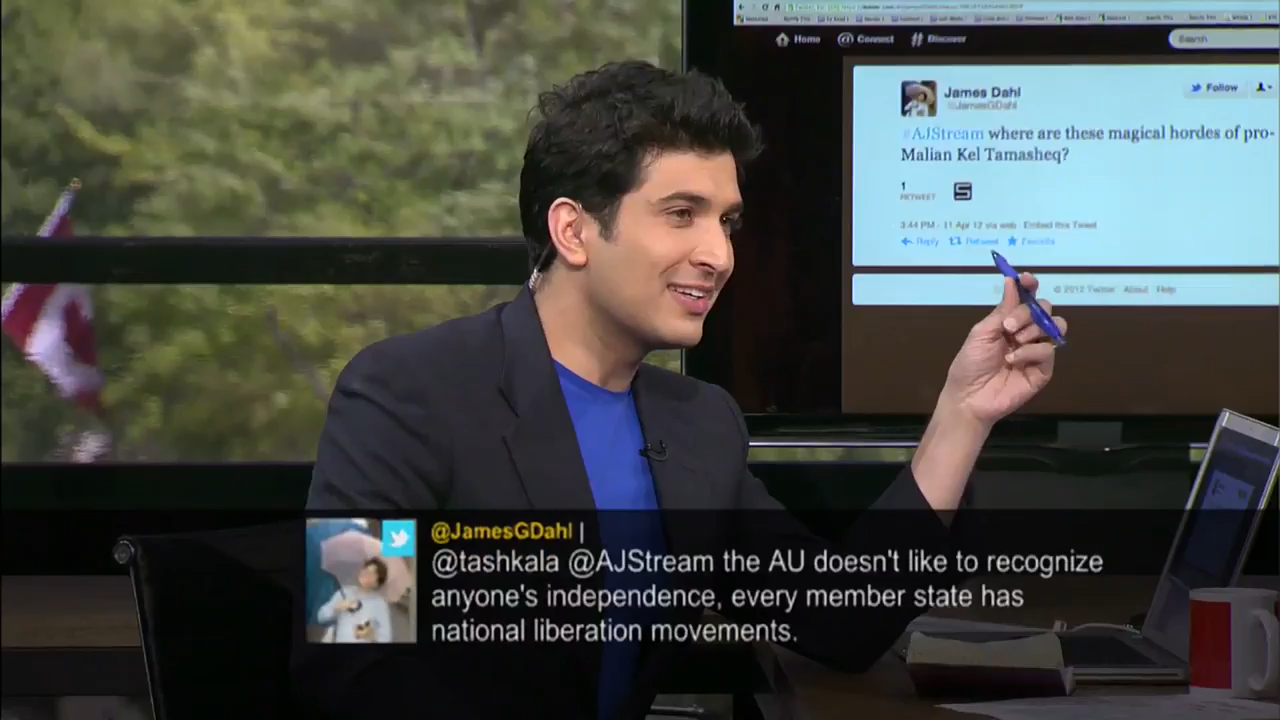 Home @ Connect # Discover
Search
James Dahl
@JamesGDahl
Follow
#AJStream where are these magical hordes of pro-
Malian Kel Tamasheq?
1
RETWEET
3:44 PM - 11 Apr 12 via web · Embed this Tweet
Reply Retweet Favorite
© 2012 Twitter About Help
@JamesGDahl |
@tashkala @AJStream the AU doesn't like to recognize
anyone's independence, every member state has
national liberation movements.